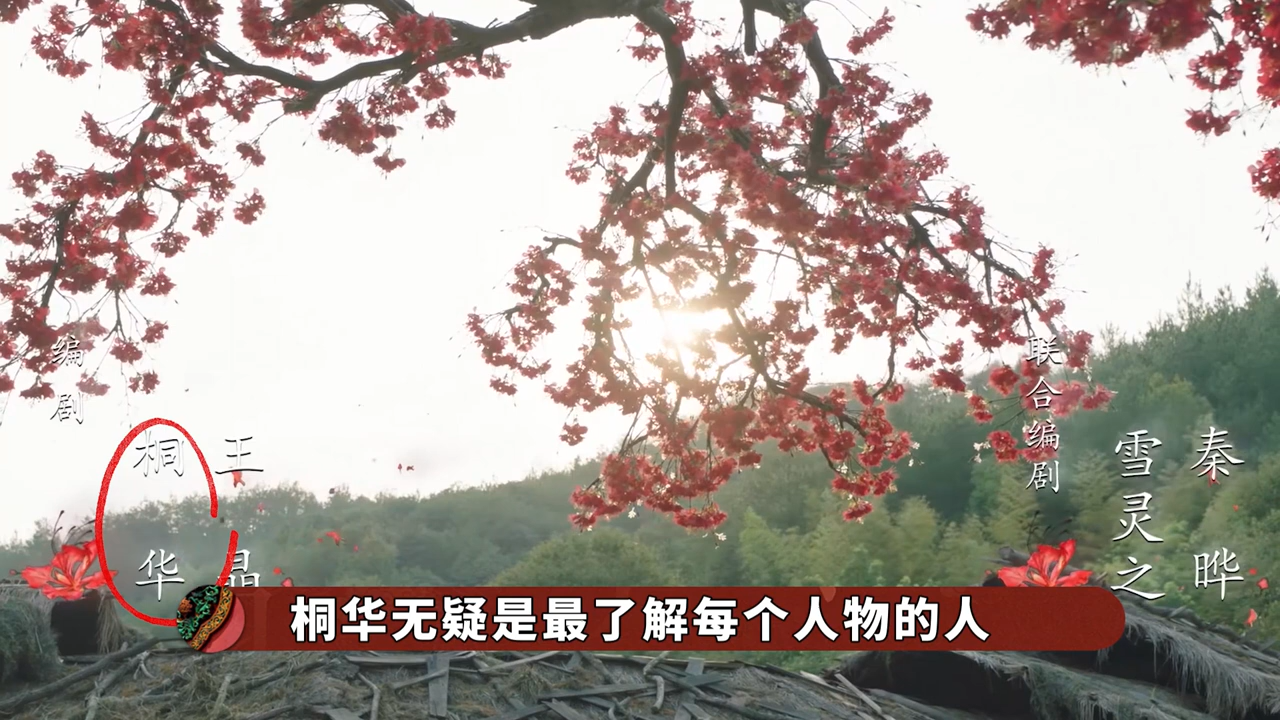 编剧
桐华
王晶
联合编剧
雪灵之
秦晔
桐华无疑是最了解每个人物的人